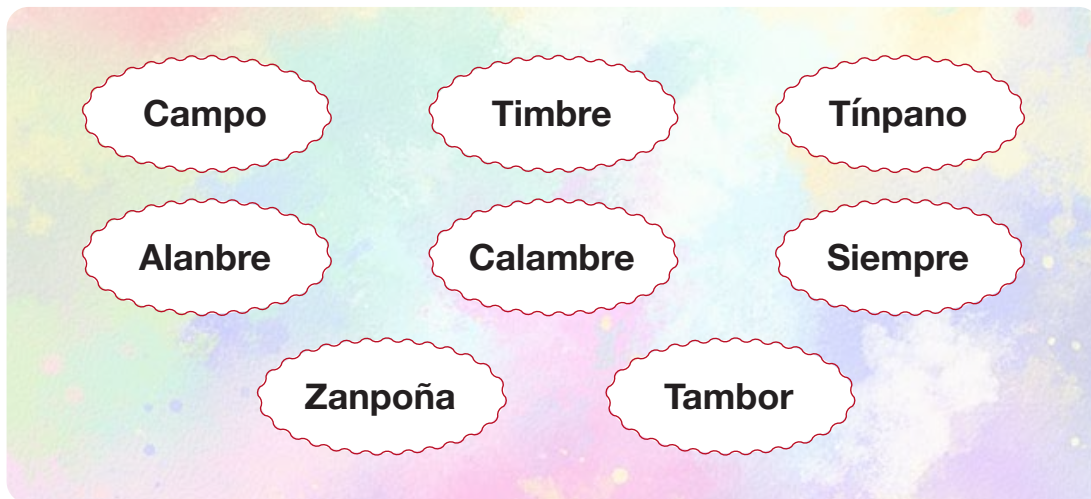 Campo
Timbre
Tínpano
Alanbre
Calambre
Siempre
Zanpoña
Tambor